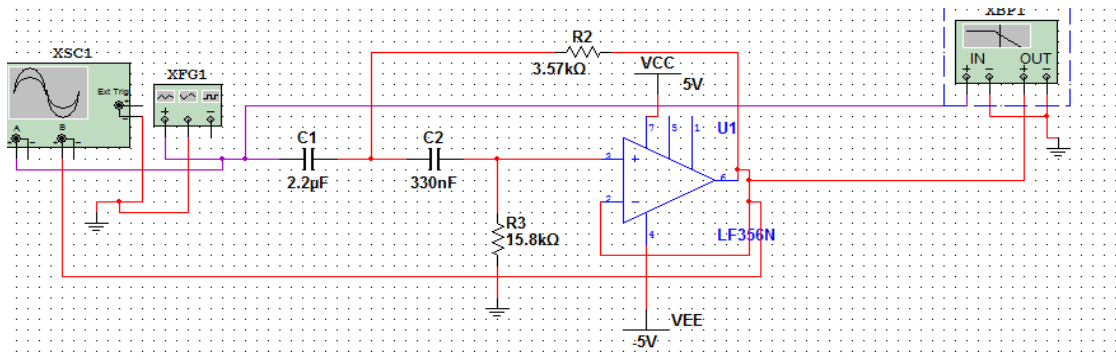 XSC1
Ext Trig
+
-
A
B
+
-
+
-
XFG1
+
-
C1
2.2µF
C2
330nF
R2
3.57kΩ
R3
15.8kΩ
VCC
5V
7
5
1
U1
3
+
2
-
6
4
LF356N
VEE
-5V
XBP1
IN
OUT
+
-
+
-